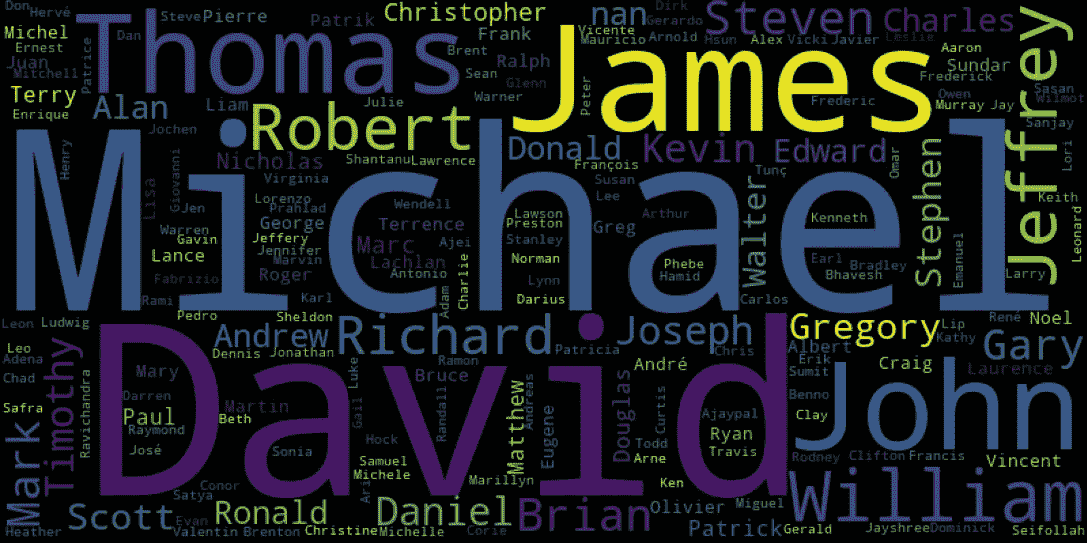 Don
Hervé
Steve
Pierre
Patrik
Christopher
nan
Dirk
Gerardo
Steven
Charles
Leslie
Jeffrey
Michel
Ernest
Dan
Thomas
Frank
Brent
Vicente
Mauricio
Arnold
Hsun
Alex
Vicki
Javier
Aaron
Juan
Mitchell
Patrice
Ralph
Sean
James
Sundar
Frederick
Terry
Enrique
Alan
Liam
Julie
Warner
Glenn
Peter
Frederic
Owen
Murray
Jay
Sasan
Wilmot
Sanjay
Jochen
Robert
Donald
Kevin
Edward
Omar
Lori
Henry
Nicholas
Shantanu
Lawrence
François
Tunç
Stephen
Lisa
Giovanni
Virginia
Susan
Michael
Keith
Jen
Lorenzo
Prahlad
Wendell
Lee
Arthur
Walter
Kenneth
Leonard
Warren
Gavin
George
Jeffery
Terrence
Lawson
Preston
Greg
Lance
Jennifer
Marc
Ajei
Stanley
Earl
Bradley
Emanuel
Marvin
Lachlan
Norman
Phebe
Bhavesh
Larry
Fabrizio
Roger
Antonio
Charlie
Lynn
Hamid
Rami
Karl
Adam
Darius
Carlos
Leon
Ludwig
Pedro
Sheldon
Gregory
Lip
René
Noel
Andrew
Richard
Joseph
Kathy
Leo
Adena
Dennis
Jonathan
Ramon
Patricia
Chris
Albert
Gary
Chad
Timothy
Mary
Luke
Bruce
André
Erik
Sumit
Craig
Laurence
David
Darren
Randall
Andreas
Douglas
Curtis
Benno
Safra
Ravichandra
Paul
Martin
Beth
Gail
Matthew
Ajaypal
Clay
John
Raymond
Eugene
Todd
Ryan
José
Sonia
Hock
Arne
Travis
Rodney
Clifton
Francis
Vincent
Mark
Samuel
Michele
Marillyn
Ken
Conor
Satya
Ari
William
Scott
Ronald
Daniel
Brian
Olivier
Miguel
Heather
Evan
Valentin
Brenton
Christine
Michelle
Corie
Patrick
Gerald
Jayshree
Dominick
Seifollah